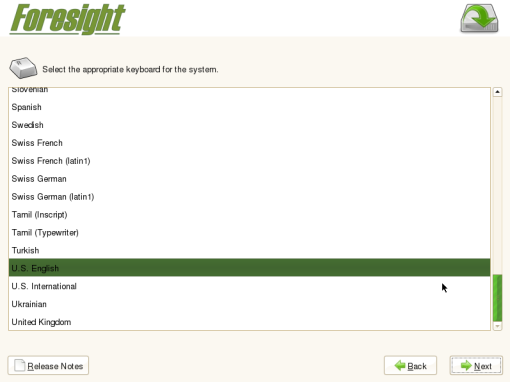 Foresight
Select the appropriate keyboard for the system.
Slovenian
Spanish
Swedish
Swiss French
Swiss French (latin1)
Swiss German
Swiss German (latin1)
Tamil (Inscript)
Tamil (Typewriter)
Turkish
U.S. English
U.S. International
Ukrainian
United Kingdom
Release Notes
Back
Next